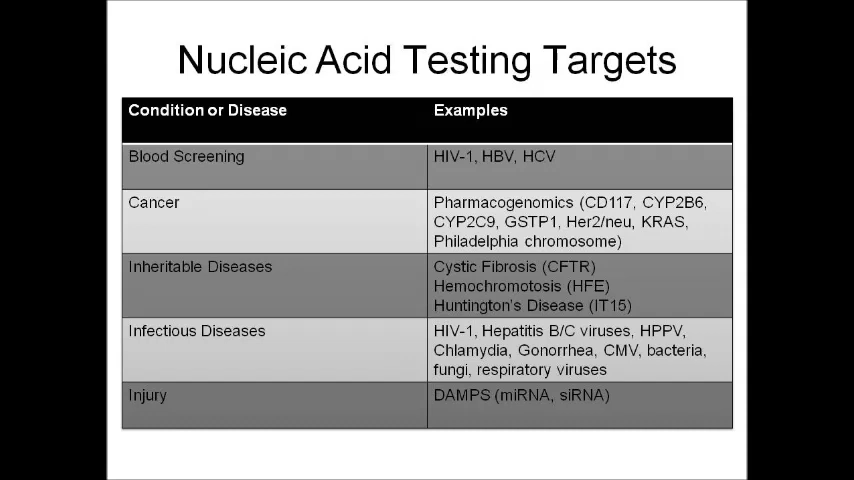 Nucleic Acid Testing Targets
Condition or Disease
Examples
Blood Screening
HIV-1, HBV, HCV
Cancer
Pharmacogenomics (CD117, CYP2B6,
CYP2C9, GSTP1, Her2/neu, KRAS,
Philadelphia chromosome)
Inheritable Diseases
Cystic Fibrosis (CFTR)
Hemochromotosis (HFE)
Huntington's Disease (IT15)
Infectious Diseases
HIV-1, Hepatitis B/C viruses, HPPV,
Chlamydia, Gonorrhea, CMV, bacteria,
fungi, respiratory viruses
Injury
DAMPS (miRNA, siRNA)